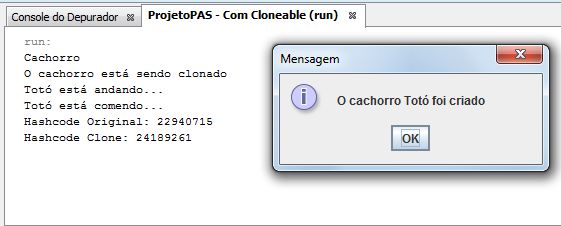 Console do Depurador
ProjetoPAS - Com Cloneable (run)
run:
Cachorro
O cachorro está sendo clonado
Totó está andando...
Totó está comendo...
Hashcode Original: 22940715
Hashcode Clone: 24189261
Mensagem
O cachorro Totó foi criado
OK